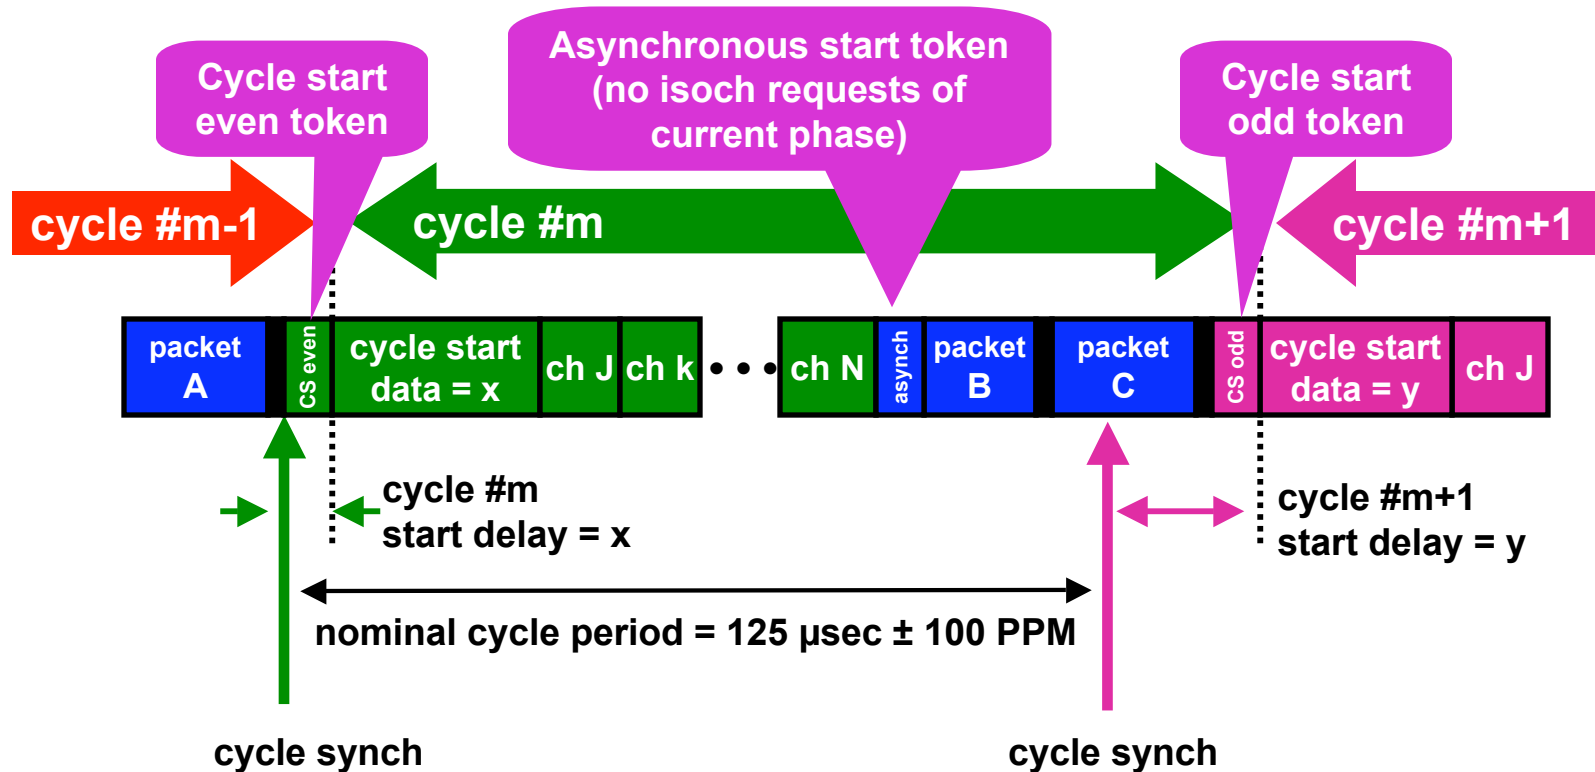 Cycle start
even token
Asynchronous start token
(no isoch requests of
current phase)
Cycle start
odd token
cycle #m-1
cycle #m
cycle #m+1
packet
A
CS even
cycle start
data = x
ch J
ch k
• • •
ch N
asynch
packet
B
packet
C
CS odd
cycle start
data = y
ch J
cycle #m
start delay = x
cycle #m+1
start delay = y
nominal cycle period = 125 µsec ± 100 PPM
cycle synch
cycle synch